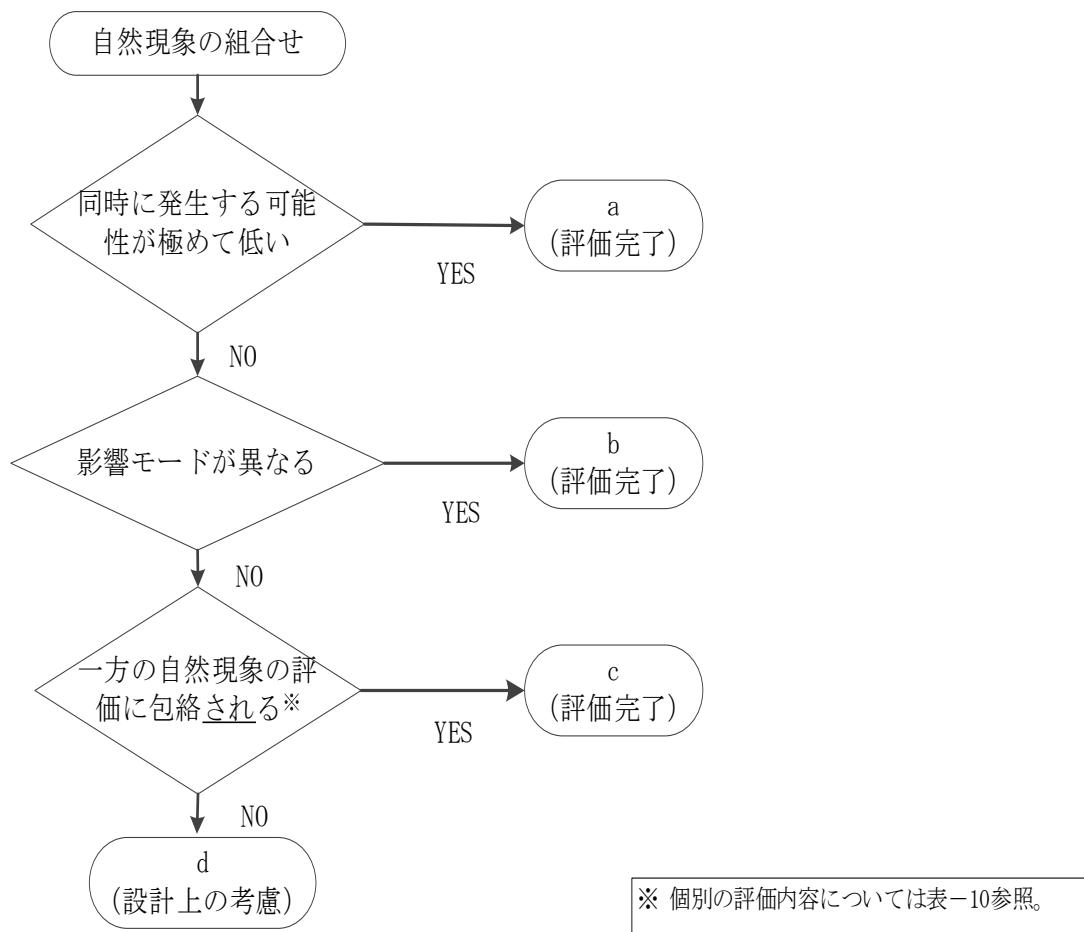 自然現象の組合せ
同時に発生する可能
性が極めて低い
YES
a
(評価完了)
NO
影響モードが異なる
YES
b
(評価完了)
NO
一方の自然現象の評
価に包絡される※
YES
c
(評価完了)
NO
d
(設計上の考慮)
※ 個別の評価内容については表－10参照。